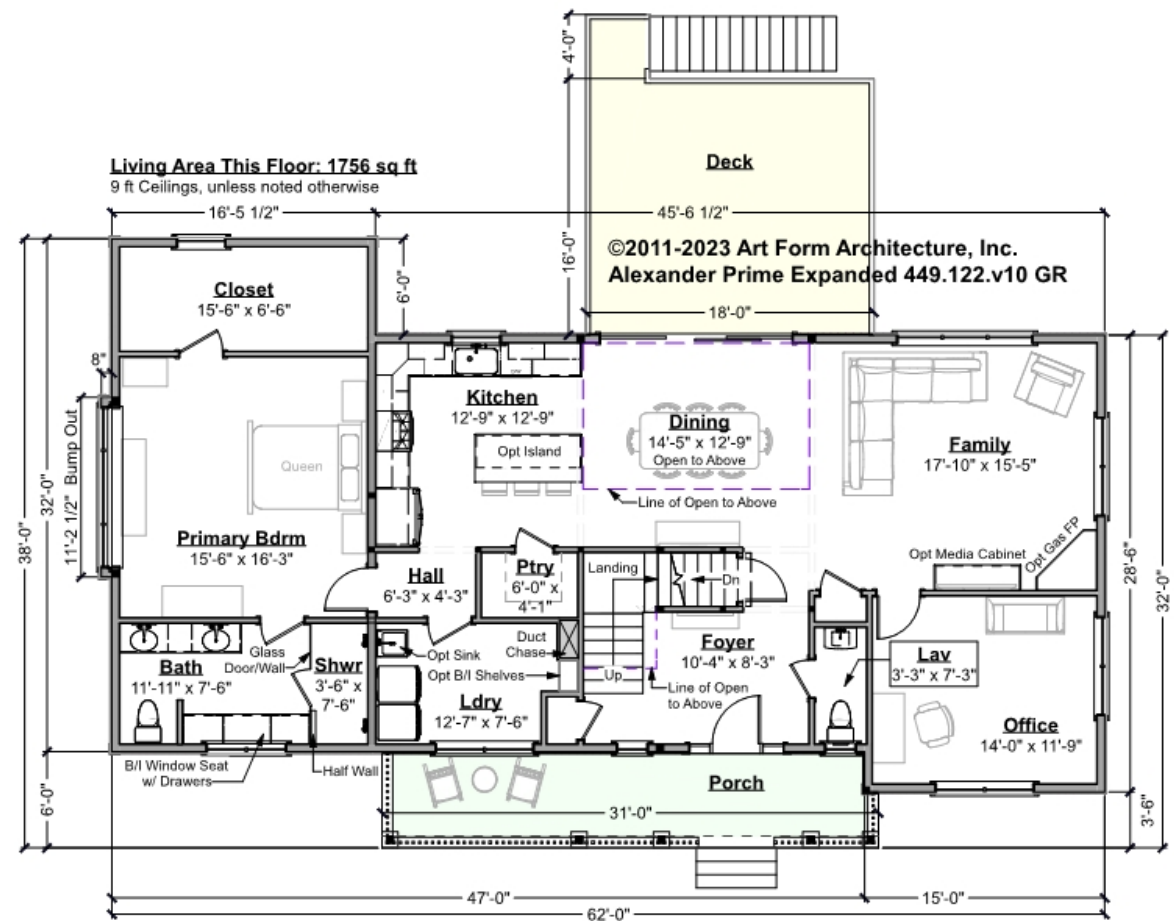 4'-0"
Deck
Living Area This Floor: 1756 sq ft
9 ft Ceilings, unless noted otherwise
16'-5 1/2"
45'-6 1/2"
©2011-2023 Art Form Architecture, Inc.
Alexander Prime Expanded 449.122.v10 GR
16'-0"
6'-0"
18'-0"
Closet
15'-6" x 6'-6"
8"
Kitchen
12'-9" x 12'-9"
Opt Island
Dining
14'-5" x 12'-9"
Open to Above
Line of Open to Above
Family
17'-10" x 15'-5"
Queen
11'-2 1/2" Bump Out
38'-0"
32'-0"
Primary Bdrm
15'-6" x 16'-3"
Opt Media Cabinet
Opt Gas FP
28'-6"
32'-0"
Hall
6'-3" x 4'-3"
Ptry
6'-0" x
4'-1"
Landing
Dn
Foyer
10'-4" x 8'-3"
Duct
Chase
Opt Sink
Opt B/I Shelves
Up
Line of Open
to Above
Glass
Door/Wall
Bath
11'-11" x 7'-6"
Shwr
3'-6" x
7'-6"
Ldry
12'-7" x 7'-6"
Lav
3'-3" x 7'-3"
Office
14'-0" x 11'-9"
B/I Window Seat
w/ Drawers
Half Wall
Porch
31'-0"
6'-0"
3'-6"
47'-0"
15'-0"
62'-0"